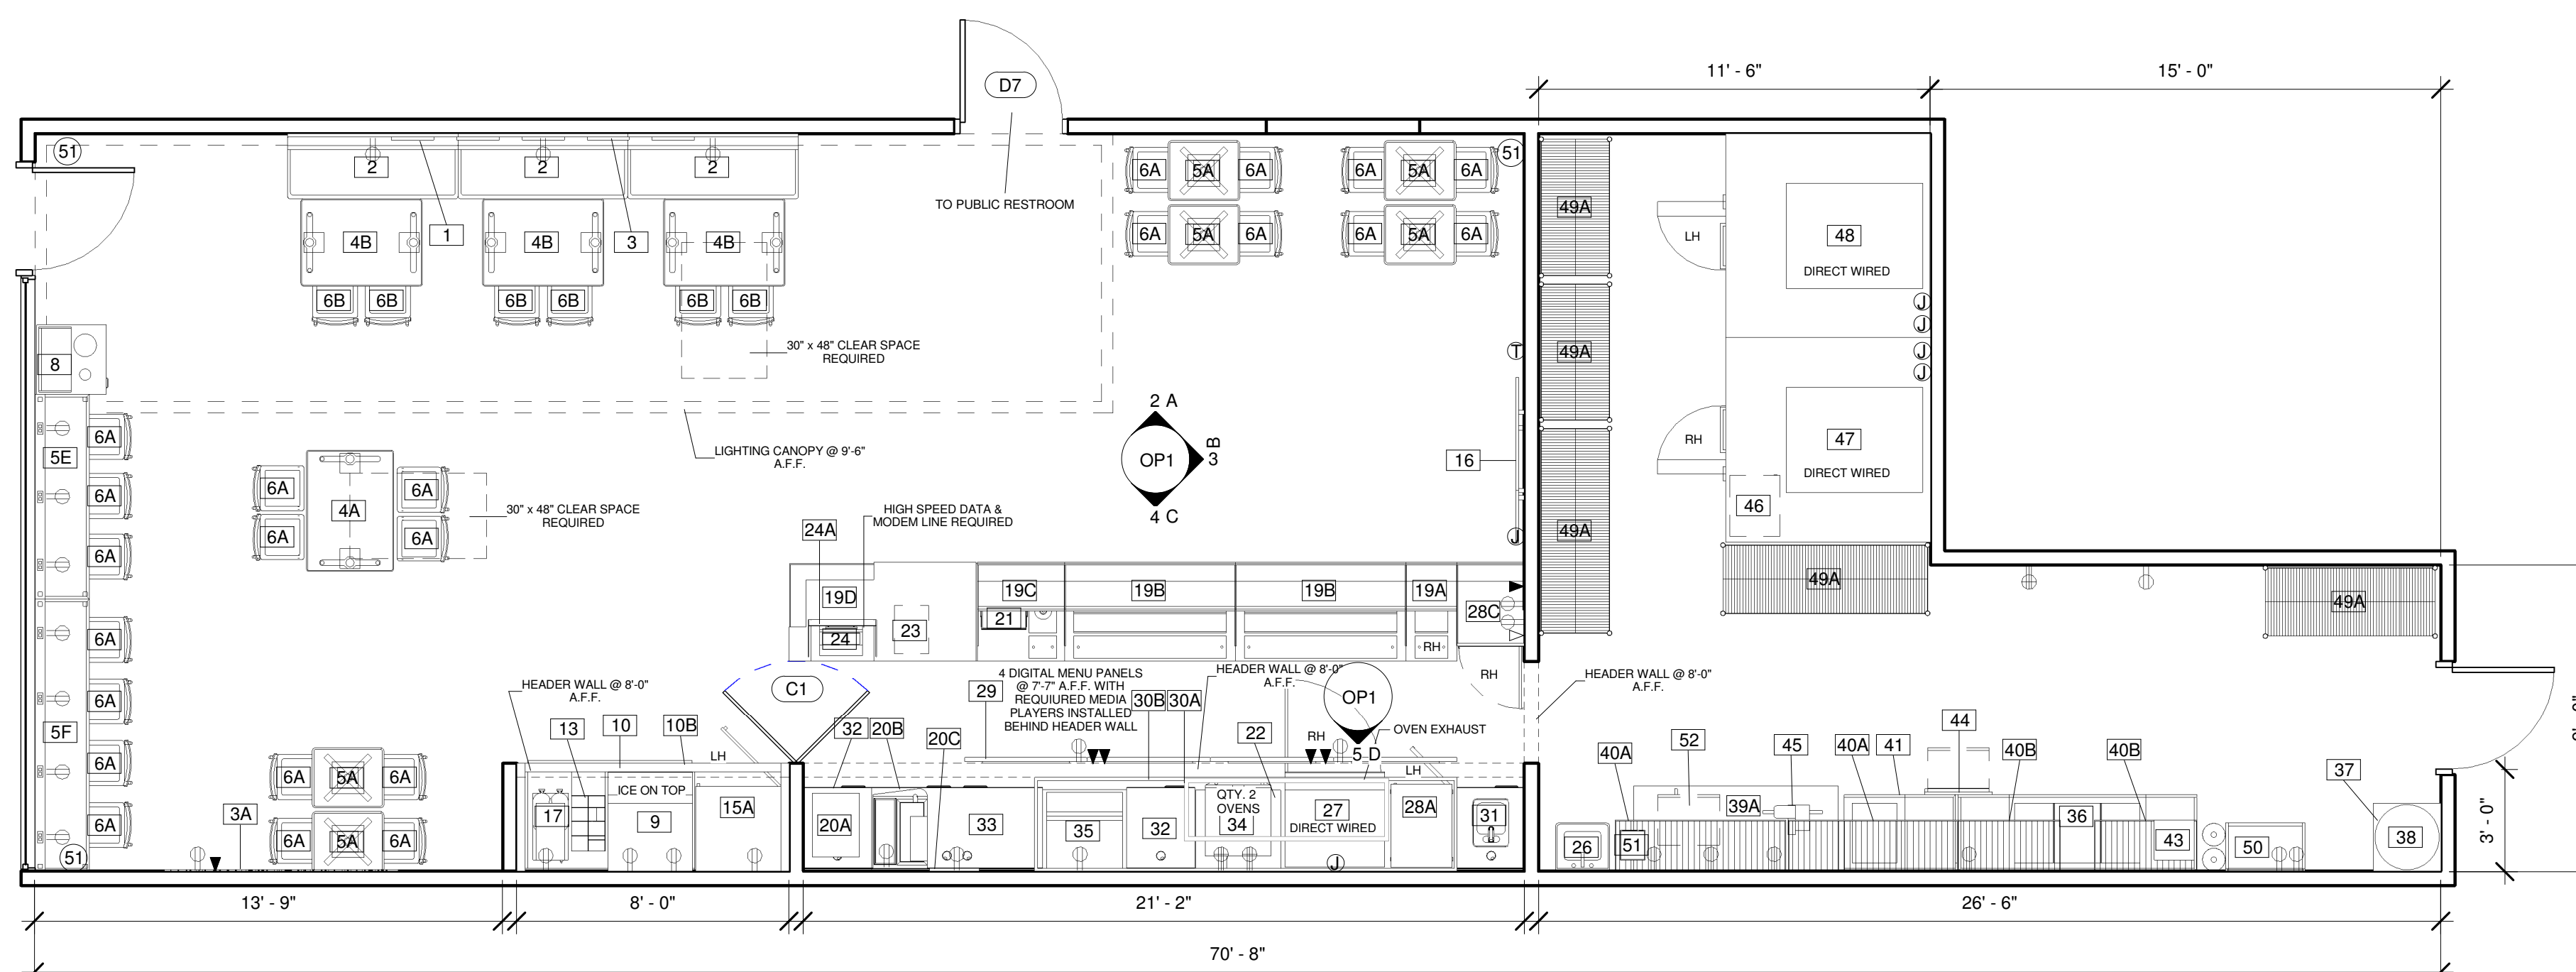 11' - 6"
15' - 0"
D7
TO PUBLIC RESTROOM
51
2
2
2
1
3
4B
4B
4B
6B
6B
6B
6B
6B
6B
30" x 48" CLEAR SPACE
REQUIRED
6A
5A
6A
6A
5A
6A
6A
5A
6A
6A
5A
6A
51
49A
49A
49A
LH
48
DIRECT WIRED
J
J
J
J
RH
47
DIRECT WIRED
46
49A
49A
8
5E
5F
6A
6A
6A
6A
6A
6A
6A
51
6A
6A
4A
6A
6A
30" x 48" CLEAR SPACE
REQUIRED
LIGHTING CANOPY @ 9'-6"
A.F.F.
2 A
B
3
OP1
4 C
T
16
J
HIGH SPEED DATA &
MODEM LINE REQUIRED
24A
19D
24
23
19C
21
19B
19B
19A
RH
28C
RH
C1
HEADER WALL @ 8'-0"
A.F.F.
13
10
10B
LH
4 DIGITAL MENU PANELS
@ 7'-7" A.F.F. WITH
REQUIURED MEDIA
PLAYERS INSTALLED
BEHIND HEADER WALL
29
30B
30A
HEADER WALL @ 8'-0"
A.F.F.
OP1
5 D
OVEN EXHAUST
HEADER WALL @ 8'-0"
A.F.F.
32
20B
20C
22
RH
LH
3A
6A
5A
6A
6A
5A
6A
17
ICE ON TOP
9
15A
20A
33
35
32
QTY. 2
OVENS
34
27
DIRECT WIRED
J
28A
31
40A
52
45
40A
41
44
40B
40B
37
39A
26
51
36
43
50
38
3' - 0"
13' - 9"
8' - 0"
21' - 2"
26' - 6"
70' - 8"